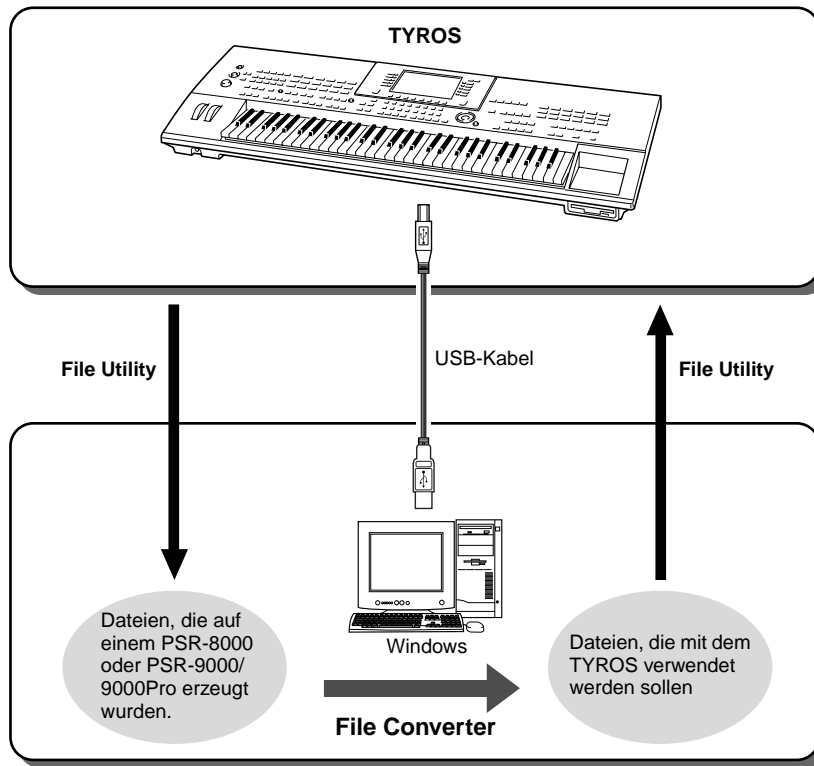 TYROS
File Utility
USB-Kabel
File Utility
Dateien, die auf
einem PSR-8000
oder PSR-9000/
9000Pro erzeugt
wurden.
Windows
File Converter
Dateien, die mit dem
TYROS verwendet
werden sollen